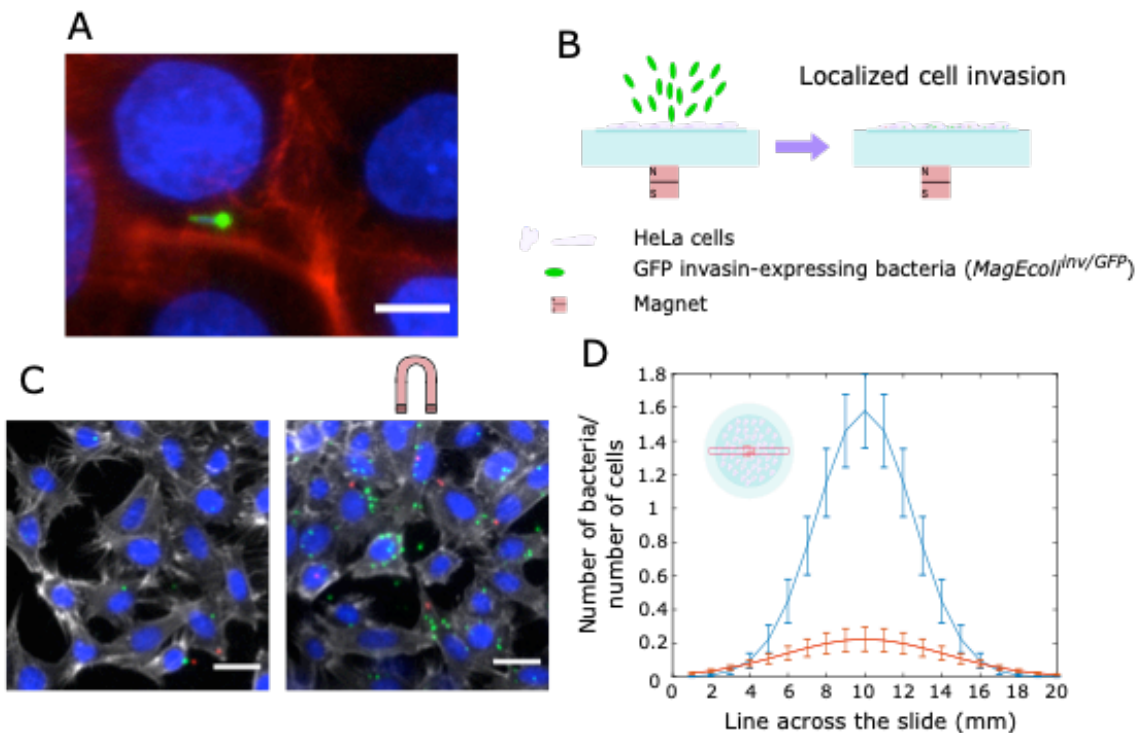 A
B
Localized cell invasion
N
S
N
S
HeLa cells
GFP invasin-expressing bacteria (MagEcoli^Inv/GFP)
Magnet
C
D
Number of bacteria/
number of cells
1.8
1.6
1.4
1.2
1
0.8
0.6
0.4
0.2
0
0 2 4 6 8 10 12 14 16 18 20
Line across the slide (mm)